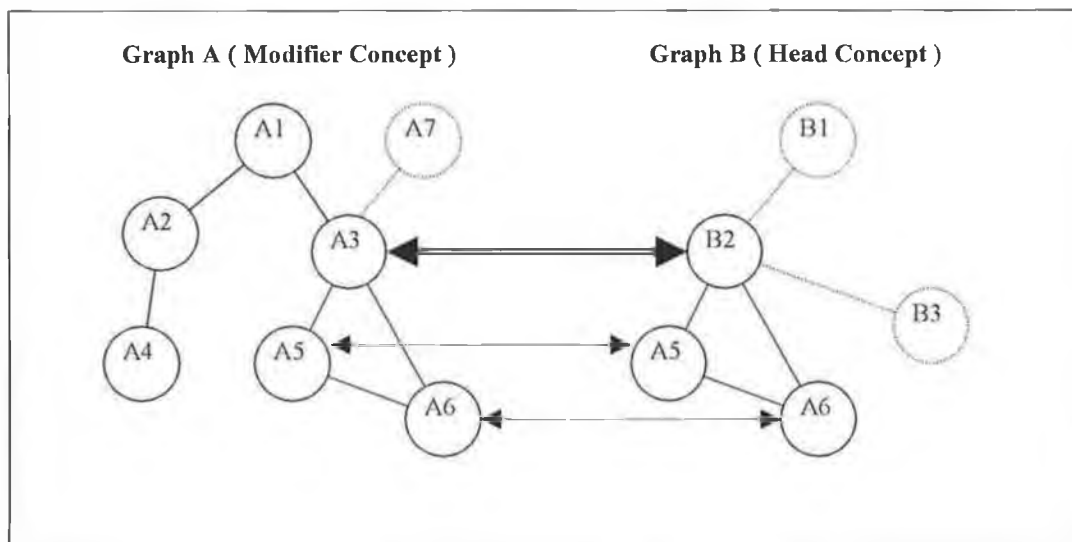 Graph A ( Modifier Concept ) Graph B ( Head Concept )
A1 A7 B1
A2 A3 B2
B3
A4 A5 A5
A6 A6